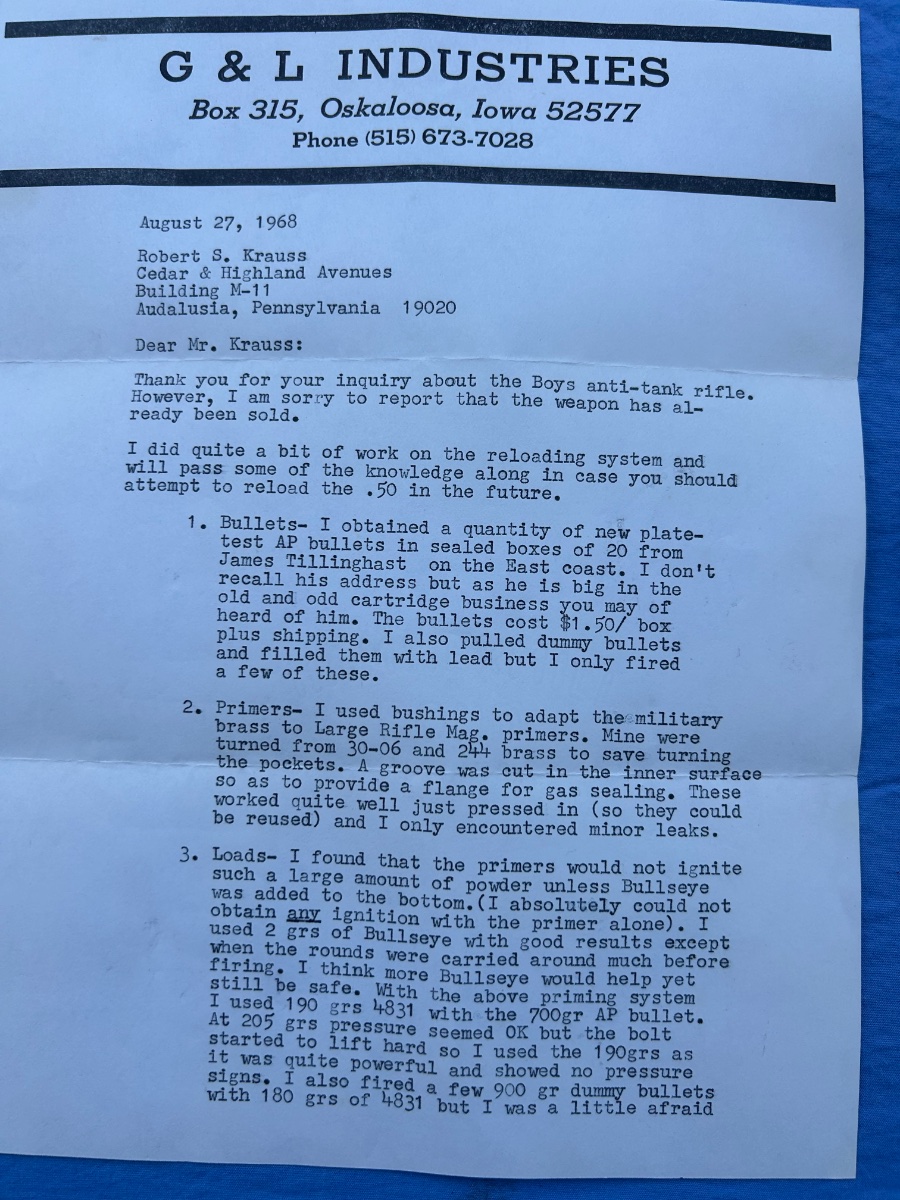 G & L INDUSTRIES
Box 315, Oskaloosa, Iowa 52577
Phone (515) 673-7028
August 27, 1968
Robert S. Krauss
Cedar & Highland Avenues
Building M-11
Audalusia, Pennsylvania 19020
Dear Mr. Krauss:
Thank you for your inquiry about the Boys anti-tank rifle.
However, I am sorry to report that the weapon has al-
ready been sold.
I did quite a bit of work on the reloading system and
will pass some of the knowledge along in case you should
attempt to reload the .50 in the future.
1. Bullets- I obtained a quantity of new plate-
test AP bullets in sealed boxes of 20 from
James Tillinghast on the East coast. I don't
recall his address but as he is big in the
old and odd cartridge business you may of
heard of him. The bullets cost $1.50/ box
plus shipping. I also pulled dummy bullets
and filled them with lead but I only fired
a few of these.
2. Primers- I used bushings to adapt the military
brass to Large Rifle Mag. primers. Mine were
turned from 30-06 and 244 brass to save turning
the pockets. A groove was cut in the inner surface
so as to provide a flange for gas sealing. These
worked quite well just pressed in (so they could
be reused) and I only encountered minor leaks.
3. Loads- I found that the primers would not ignite
such a large amount of powder unless Bullseye
was added to the bottom.(I absolutely could not
obtain any ignition with the primer alone). I
used 2 grs of Bullseye with good results except
when the rounds were carried around much before
firing. I think more Bullseye would help yet
still be safe. With the above priming system
I used 190 grs 4831 with the 700gr AP bullet.
At 205 grs pressure seemed OK but the bolt
started to lift hard so I used the 190grs as
it was quite powerful and showed no pressure
signs. I also fired a few 900 gr dummy bullets
with 180 grs of 4831 but I was a little afraid